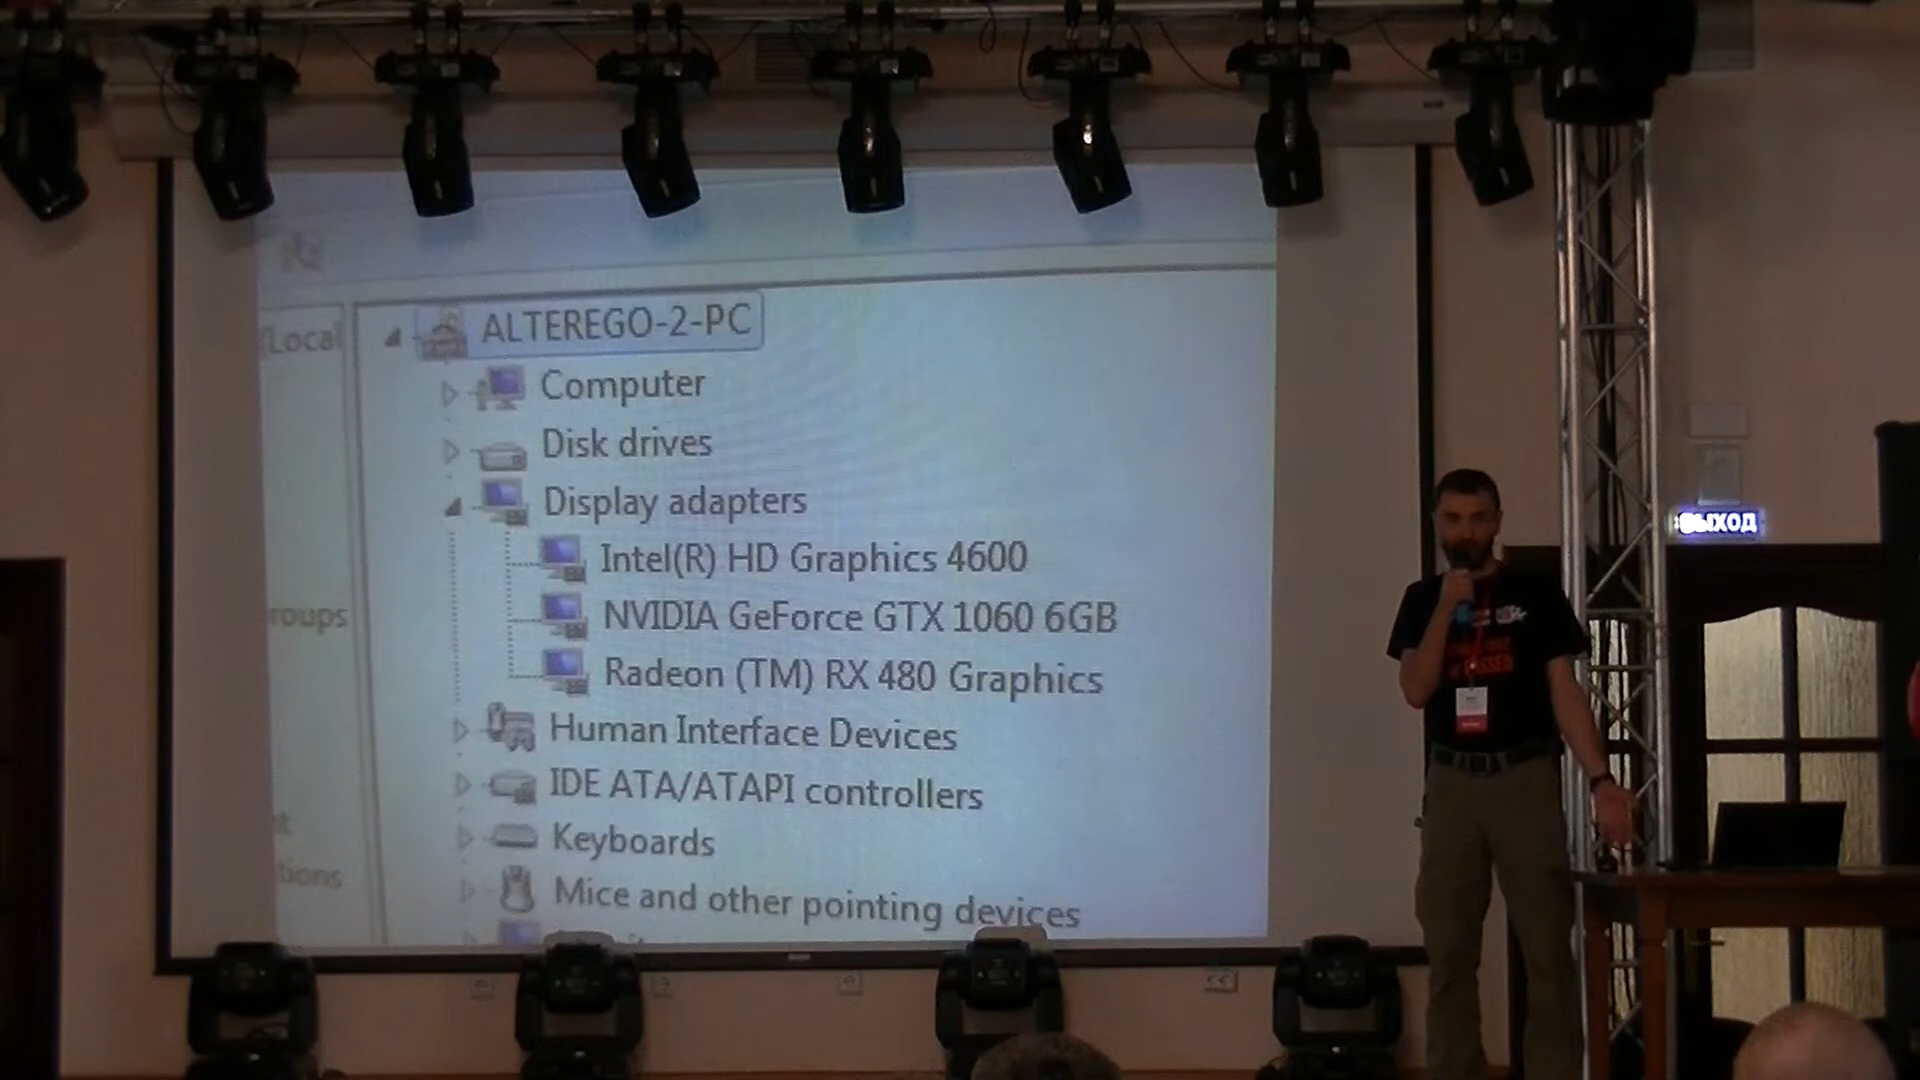 ALTEREGO-2-PC
(Local
Computer
Disk drives
Display adapters
Intel(R) HD Graphics 4600
NVIDIA GeForce GTX 1060 6GB
roups
Radeon (TM) RX 480 Graphics
Human Interface Devices
IDE ATA/ATAPI controllers
Keyboards
tions
Mice and other pointing devices
ВЫХОД